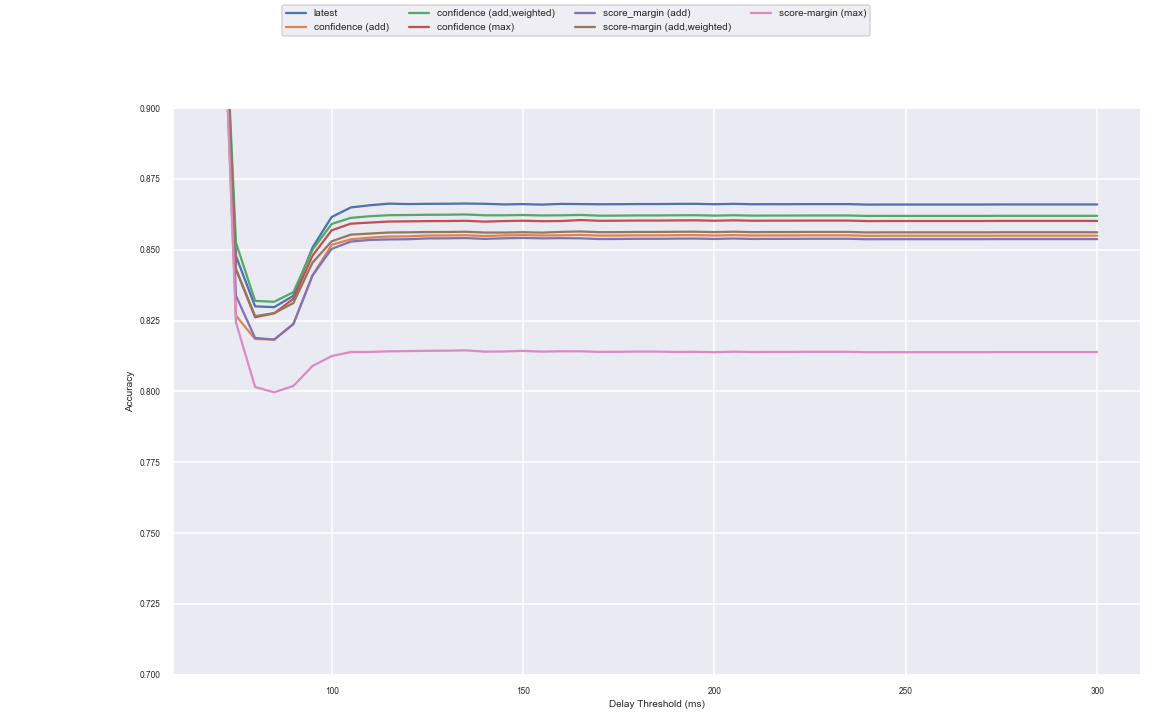 latest confidence (add,weighted) score_margin (add) score-margin (max)
confidence (add) confidence (max) score-margin (add,weighted)
0.900
0.875
0.850
0.825
0.800
0.775
0.750
0.725
0.700
Accuracy
100 150 200 250 300
Delay Threshold (ms)